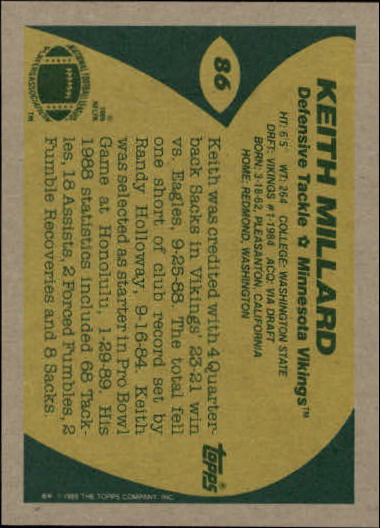 86
KEITH MILLARD
Defensive Tackle ✩ Minnesota Vikings™
HT: 6'5" WT: 264 COLLEGE: WASHINGTON STATE
DRFT: VIKINGS #1-1984 ACQ: VIA DRAFT
BORN: 3-18-62, PLEASANTON, CALIFORNIA
HOME: REDMOND, WASHINGTON
Keith was credited with 4 Quarter-
back Sacks in Vikings' 23-21 win
vs. Eagles, 9-25-88. The total fell
one short of club record set by
Randy Holloway, 9-16-84. Keith
was selected as starter in Pro Bowl
Game at Honolulu, 1-29-89. His
1988 statistics included 68 Tack-
les, 18 Assists, 2 Forced Fumbles, 2
Fumble Recoveries and 8 Sacks.
TOPPS
© 1989 THE TOPPS COMPANY, INC.